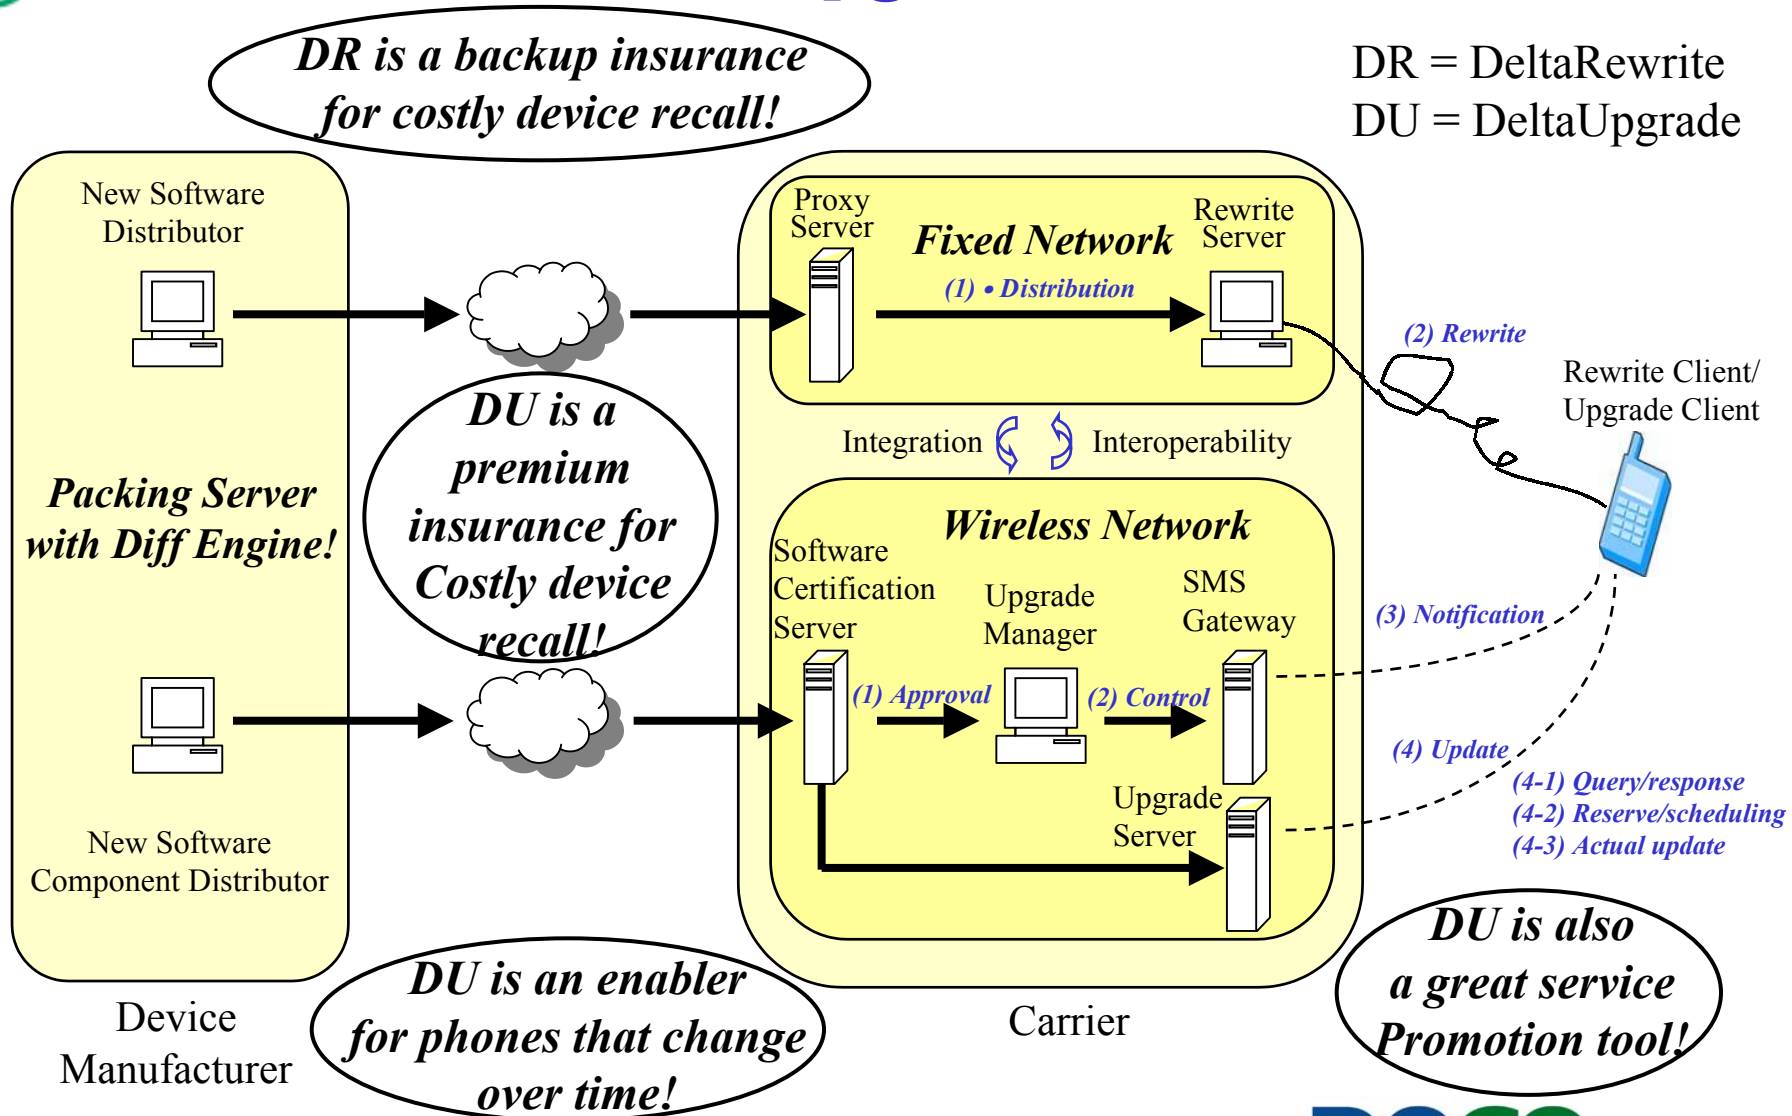 DR is a backup insurance
for costly device recall!
DR = DeltaRewrite
DU = DeltaUpgrade
New Software
Distributor
Packing Server
with Diff Engine!
New Software
Component Distributor
Device
Manufacturer
DU is a
premium
insurance for
Costly device
recall!
DU is an enabler
for phones that change
over time!
Proxy
Server
Fixed Network
Rewrite
Server
(1) • Distribution
Integration
Interoperability
Wireless Network
Software
Certification
Server
Upgrade
Manager
SMS
Gateway
(1) Approval
(2) Control
Upgrade
Server
Carrier
(2) Rewrite
Rewrite Client/
Upgrade Client
(3) Notification
(4) Update
(4-1) Query/response
(4-2) Reserve/scheduling
(4-3) Actual update
DU is also
a great service
Promotion tool!